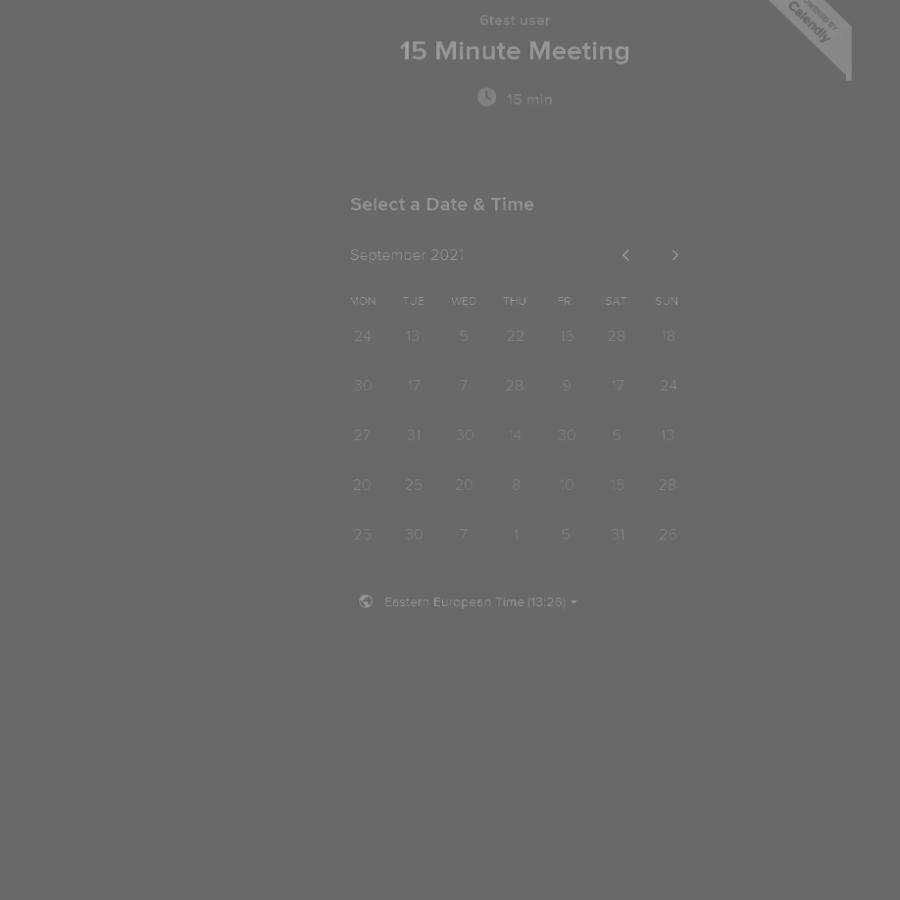 6test user
POWERED BY
Calendly
15 Minute Meeting
15 min
Select a Date & Time
September 2021
MON TUE WED THU FRI SAT SUN
24 13 5 22 15 28 18
30 17 7 28 9 17 24
27 31 30 14 30 5 13
20 25 20 8 10 15 28
25 30 7 1 5 31 26
Eastern European Time (13:26)